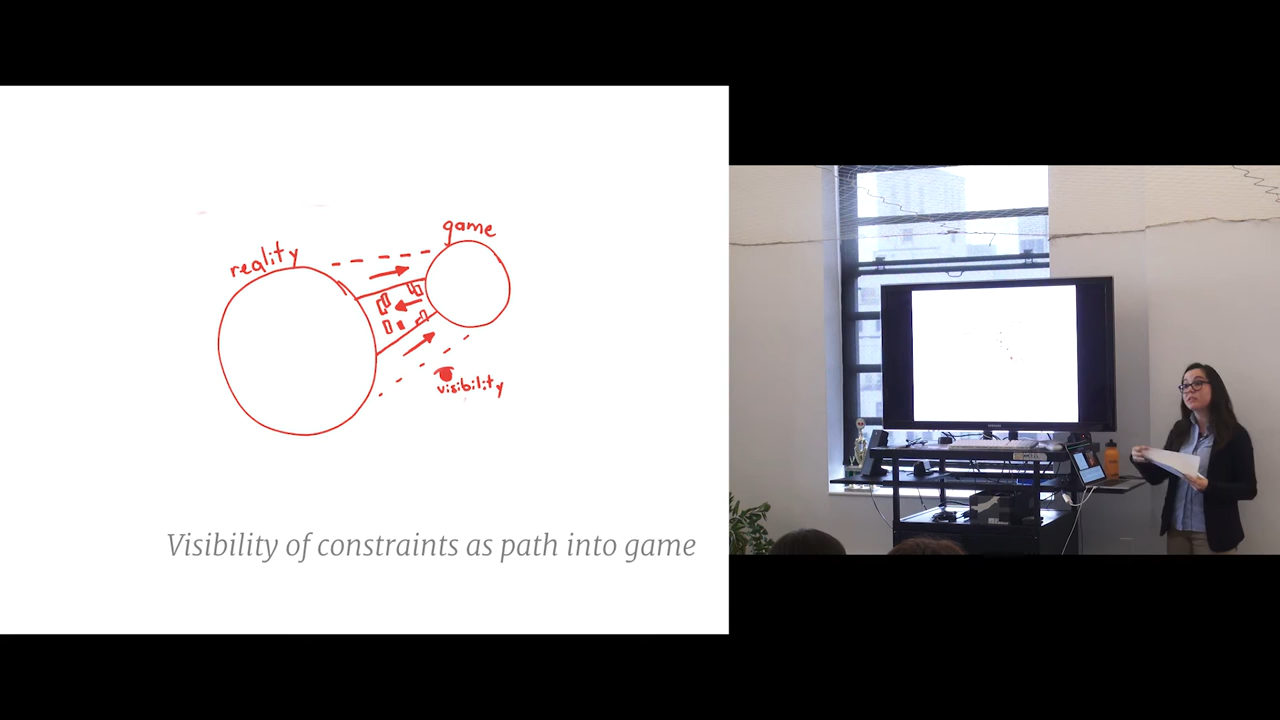 game
reality
visibility
Visibility of constraints as path into game